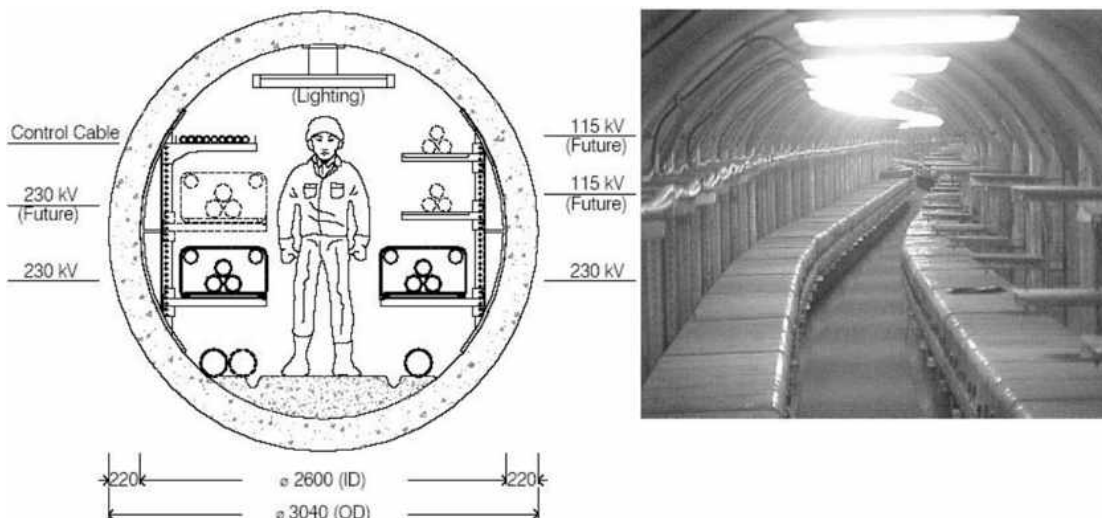 (Lighting)
Control Cable
230 kV
(Future)
230 kV
115 kV
(Future)
115 kV
(Future)
230 kV
220
ø 2600 (ID)
220
ø 3040 (OD)